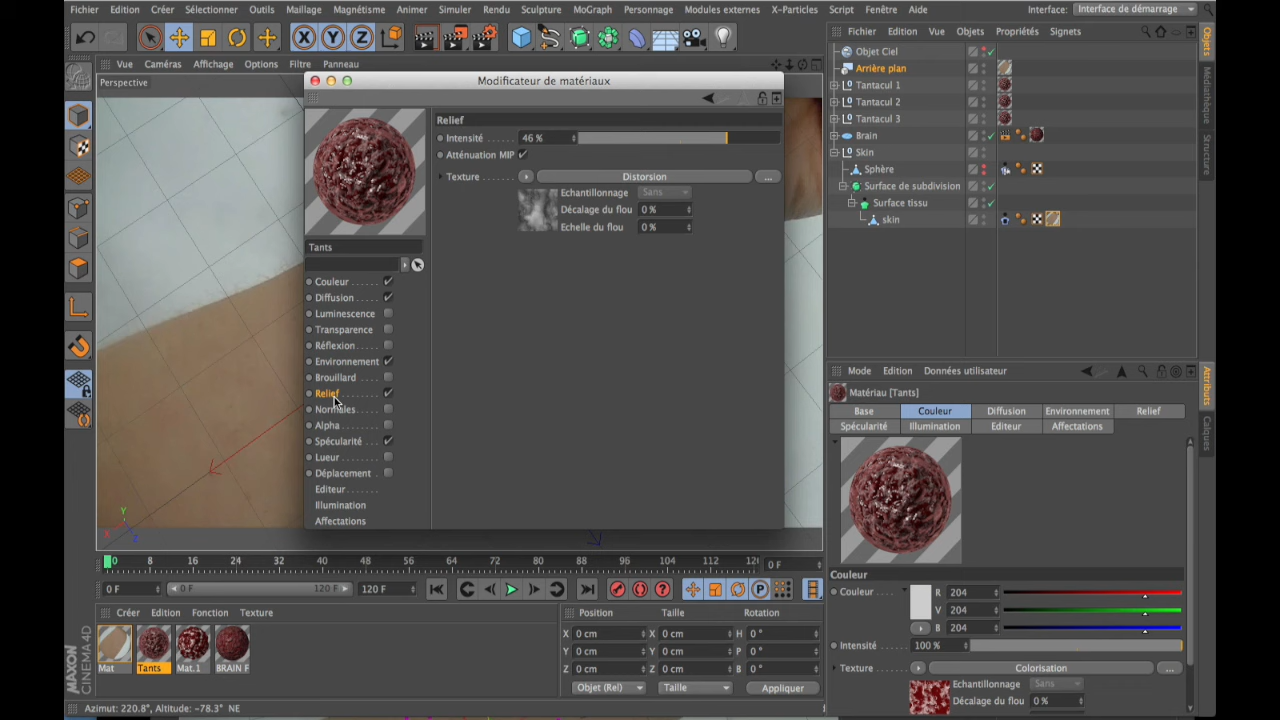 Fichier Edition Créer Sélectionner Outils Maillage Magnétisme Animer Simuler Rendu Sculpture MoGraph Personnage Modules externes X-Particles Script Fenêtre Aide Interface: Interface de démarrage
Vue Caméras Affichage Options Filtre Panneau
Perspective
Modificateur de matériaux
Tants
Couleur
Diffusion
Luminescence
Transparence
Réflexion
Environnement
Brouillard
Relief
Normales
Alpha
Spécularité
Lueur
Déplacement
Editeur
Illumination
Affectations
Relief
Intensité 46 %
Atténuation MIP
Texture Distorsion ...
Echantillonnage Sans
Décalage du flou 0 %
Echelle du flou 0 %
Fichier Edition Vue Objets Propriétés Signets
Objet Ciel
Arrière plan
Tantacul 1
Tantacul 2
Tantacul 3
Brain
Skin
Sphère
Surface de subdivision
Surface tissu
skin
Objets
Médiathèque
Structure
Mode Edition Données utilisateur
Matériau [Tants]
Base Couleur Diffusion Environnement Relief
Spécularité Illumination Editeur Affectations
Couleur
Couleur R 204
V 204
B 204
Intensité 100 %
Texture Colorisation ...
Echantillonnage Sans
Décalage du flou 0 %
Attributs
Calques
0 8 16 24 32 40 48 56 64 72 80 88 96 104 112 12 0 F
0 F 0 F 120 F 120 F
Créer Edition Fonction Texture
Mat Tants Mat.1 BRAIN F
Position Taille Rotation
X 0 cm X 0 cm H 0 °
Y 0 cm Y 0 cm P 0 °
Z 0 cm Z 0 cm B 0 °
Objet (Rel) Taille Appliquer
MAXON
CINEMA 4D
Azimut: 220.8°, Altitude: -78.3° NE
X Y Z